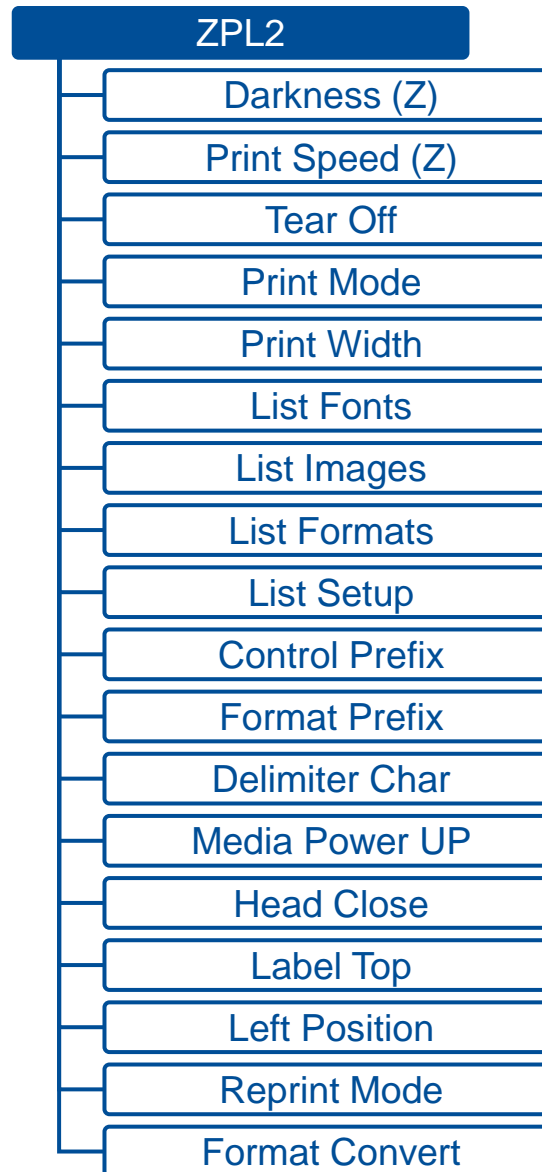 ZPL2
Darkness (Z)
Print Speed (Z)
Tear Off
Print Mode
Print Width
List Fonts
List Images
List Formats
List Setup
Control Prefix
Format Prefix
Delimiter Char
Media Power UP
Head Close
Label Top
Left Position
Reprint Mode
Format Convert